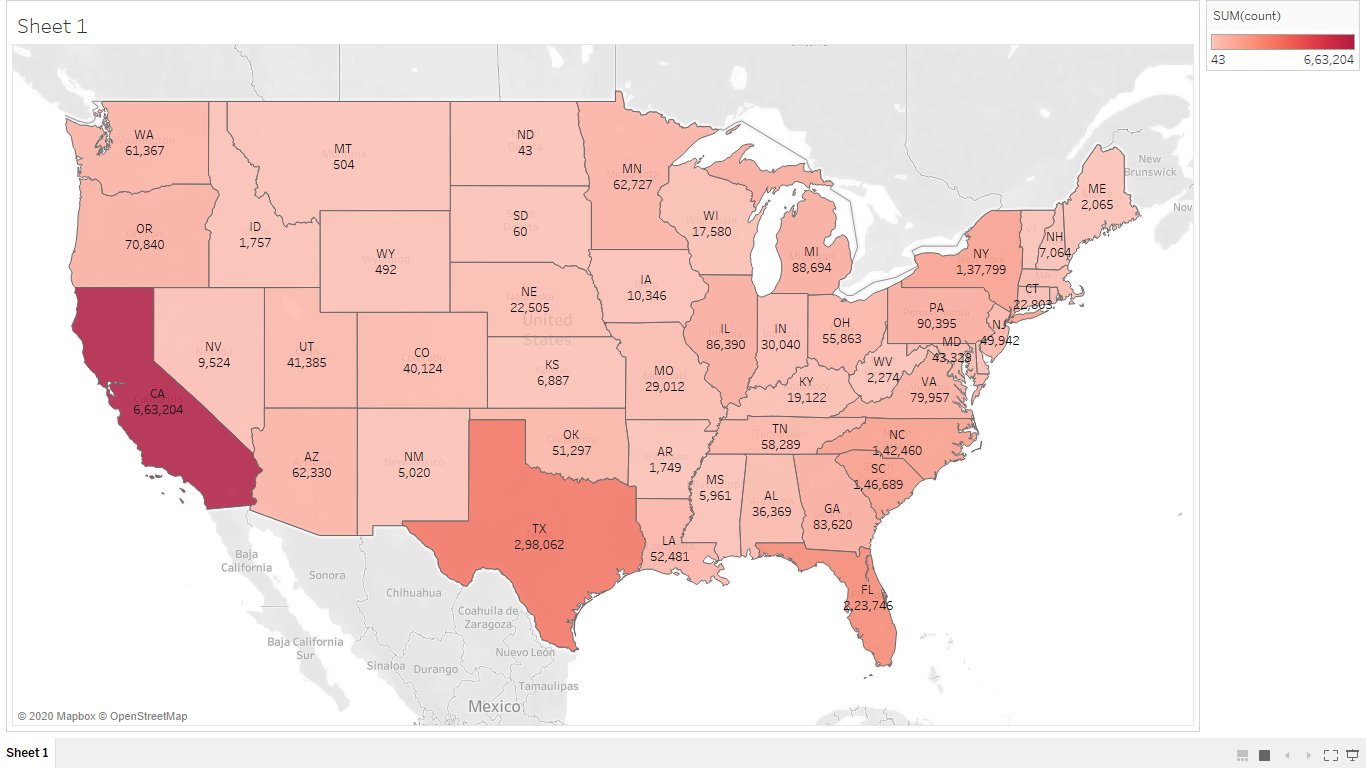 Sheet 1
SUM(count)
43 6,63,204
WA
61,367
MT
504
ND
43
MN
62,727
OR
70,840
ID
1,757
WY
492
SD
60
WI
17,580
MI
88,694
ME
2,065
NH
7,064
NY
1,37,799
CT
22,803
NE
22,505
IA
10,346
United
States
IL
86,390
IN
30,040
OH
55,863
PA
90,395
NJ
49,942
MD
43,328
NV
9,524
UT
41,385
CO
40,124
KS
6,887
MO
29,012
KY
19,122
WV
2,274
VA
79,957
CA
6,63,204
AZ
62,330
NM
5,020
OK
51,297
AR
1,749
TN
58,289
NC
1,42,460
SC
1,46,689
MS
5,961
AL
36,369
GA
83,620
TX
2,98,062
LA
52,481
FL
2,23,746
New
Brunswick
Nov
Baja
California
Sonora
Chihuahua
Coahuila de
Zaragoza
Baja California
Sur
Sinaloa
Durango
Nuevo León
Tamaulipas
Mexico
© 2020 Mapbox © OpenStreetMap
Sheet 1